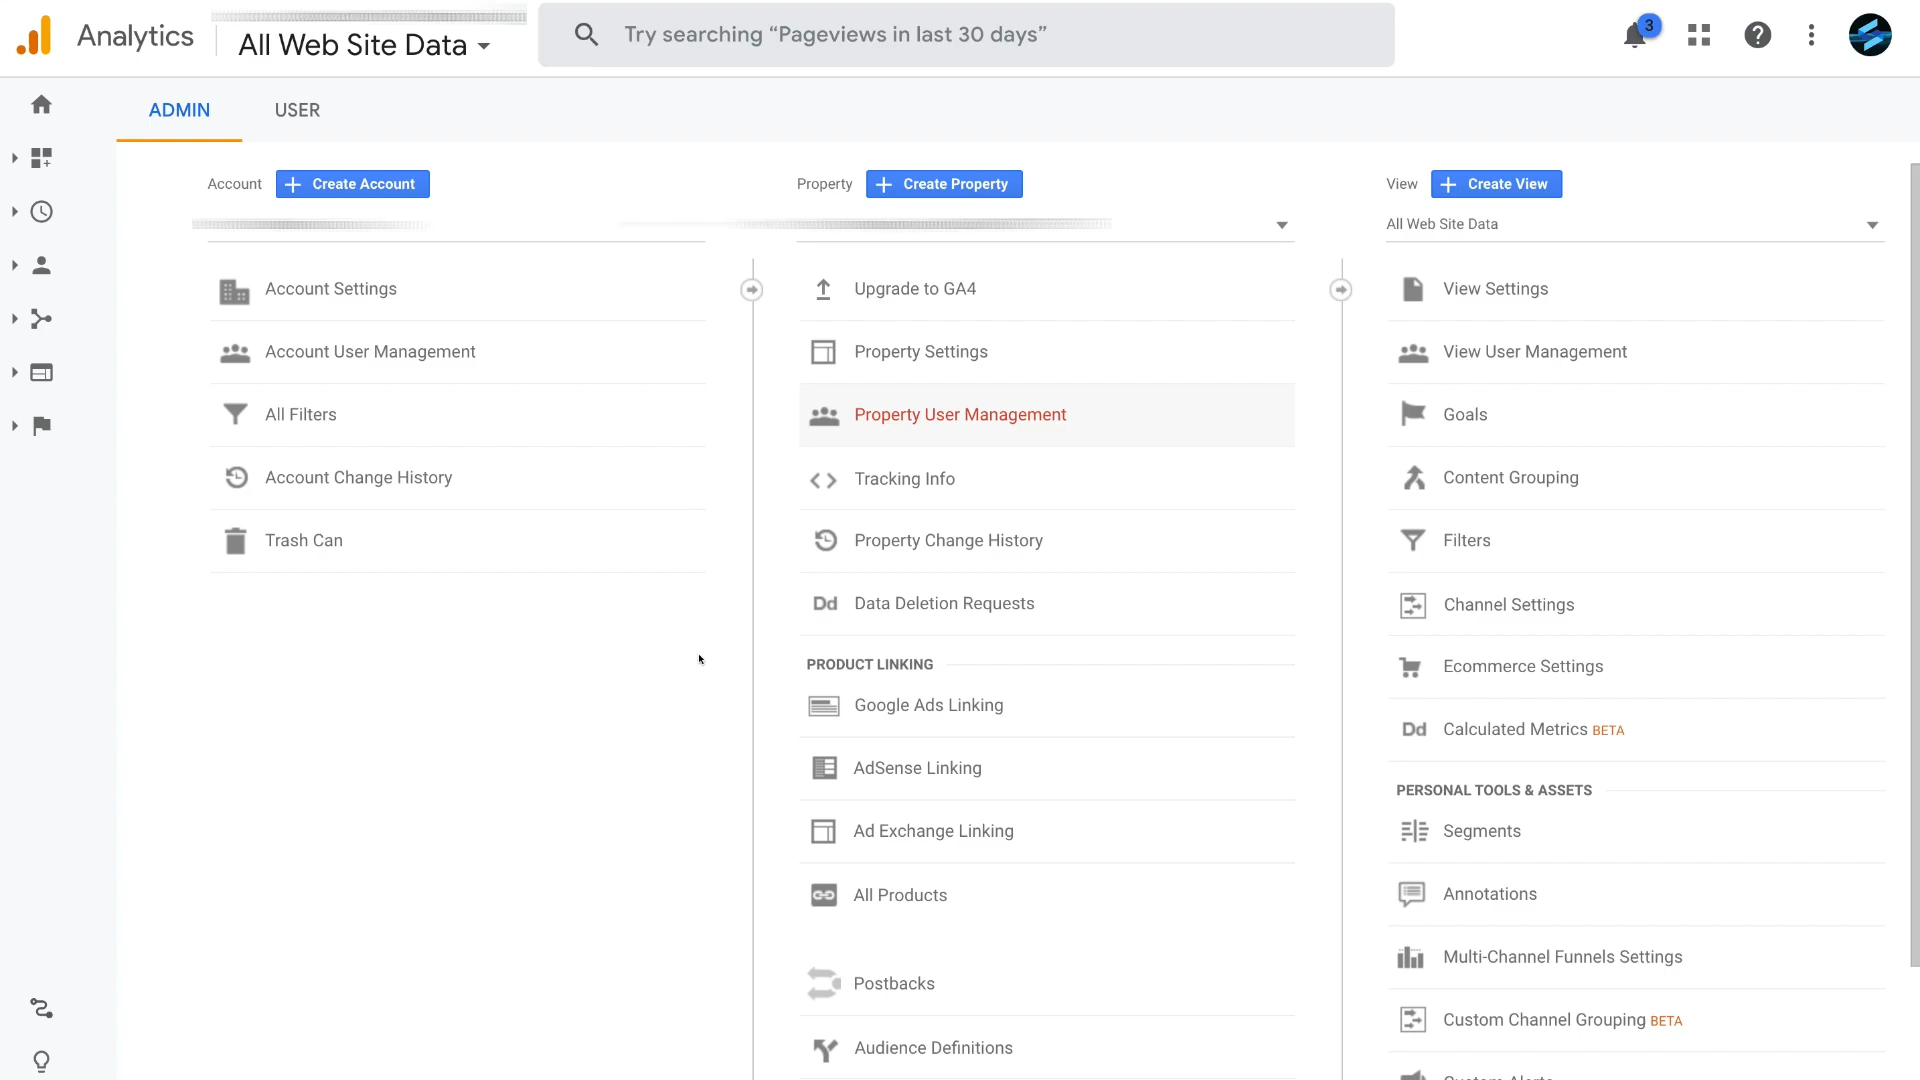 Analytics
All Web Site Data
Try searching “Pageviews in last 30 days”
3
ADMIN
USER
Account
Create Account
Property
Create Property
View
Create View
All Web Site Data
Account Settings
Account User Management
All Filters
Account Change History
Trash Can
Upgrade to GA4
Property Settings
Property User Management
Tracking Info
Property Change History
Dd Data Deletion Requests
PRODUCT LINKING
Google Ads Linking
AdSense Linking
Ad Exchange Linking
All Products
Postbacks
Audience Definitions
View Settings
View User Management
Goals
Content Grouping
Filters
Channel Settings
Ecommerce Settings
Dd Calculated Metrics BETA
PERSONAL TOOLS & ASSETS
Segments
Annotations
Multi-Channel Funnels Settings
Custom Channel Grouping BETA